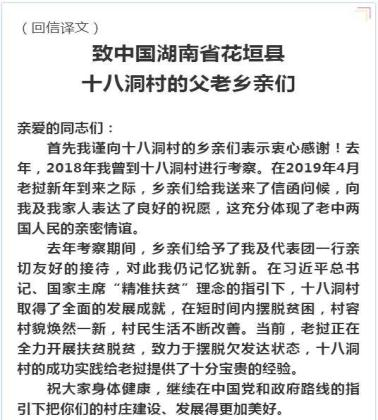 （回信译文）
致中国湖南省花垣县
十八洞村的父老乡亲们
亲爱的同志们：
首先我谨向十八洞村的乡亲们表示衷心感谢！去
年，2018年我曾到十八洞村进行考察。在2019年4月
老挝新年到来之际，乡亲们给我送来了信函问候，向
我及我家人表达了良好的祝愿，这充分体现了老中两
国人民的亲密情谊。
去年考察期间，乡亲们给予了我及代表团一行亲
切友好的接待，对此我仍记忆犹新。在习近平总书
记、国家主席“精准扶贫”理念的指引下，十八洞村
取得了全面的发展成就，在短时间内摆脱贫困，村容
村貌焕然一新，村民生活不断改善。当前，老挝正在
全力开展扶贫脱贫，致力于摆脱欠发达状态，十八洞
村的成功实践给老挝提供了十分宝贵的经验。
祝大家身体健康，继续在中国党和政府路线的指
引下把你们的村庄建设、发展得更加美好。